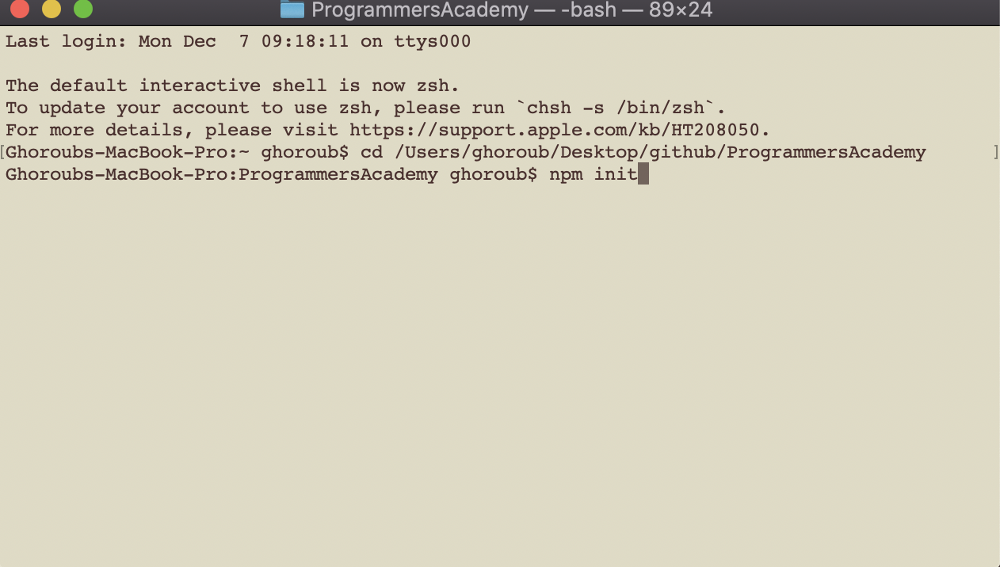 ProgrammersAcademy — -bash — 89×24
Last login: Mon Dec  7 09:18:11 on ttys000
The default interactive shell is now zsh.
To update your account to use zsh, please run `chsh -s /bin/zsh`.
For more details, please visit https://support.apple.com/kb/HT208050.
[Ghoroubs-MacBook-Pro:~ ghoroub$ cd /Users/ghoroub/Desktop/github/ProgrammersAcademy ]
Ghoroubs-MacBook-Pro:ProgrammersAcademy ghoroub$ npm init